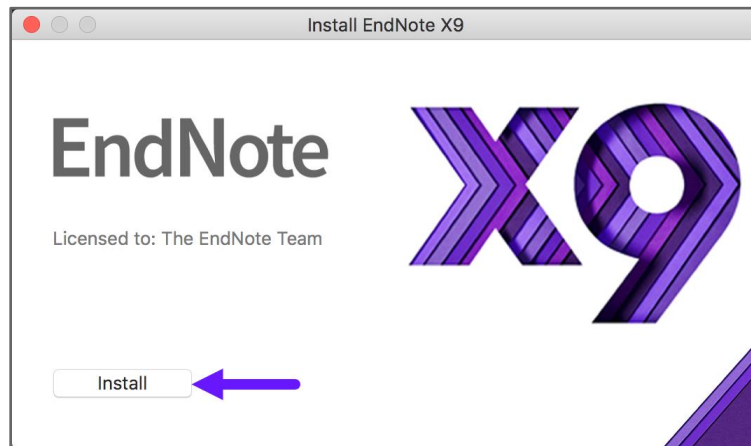 Install EndNote X9
EndNote
X9
Licensed to: The EndNote Team
Install